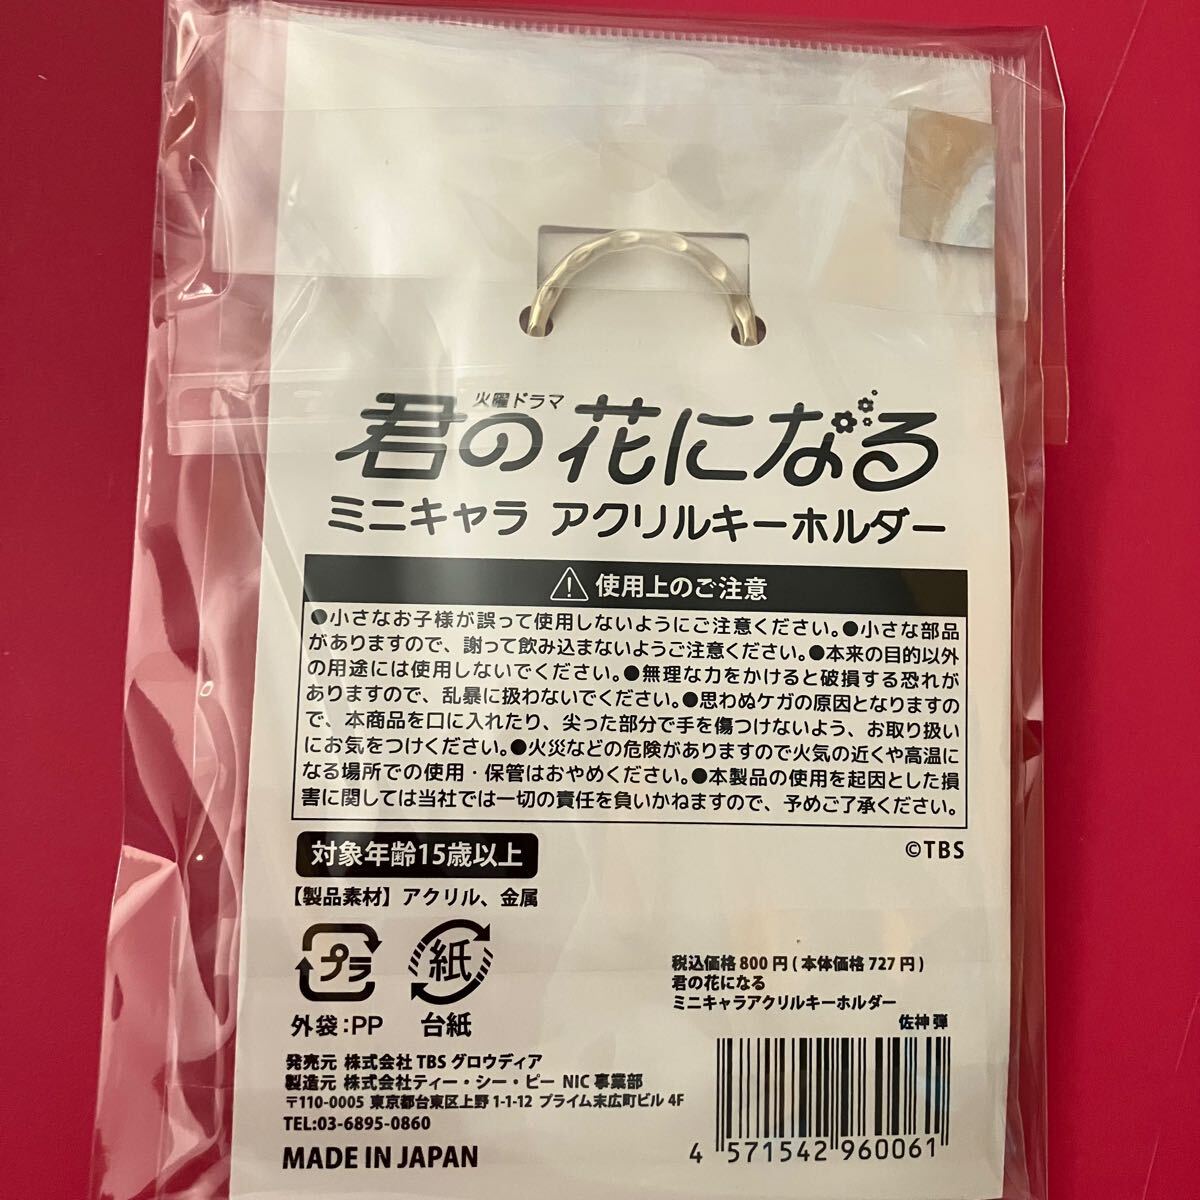 火曜ドラマ
君の花になる
ミニキャラ アクリルキーホルダー
使用上のご注意
●小さなお子様が誤って使用しないようにご注意ください。●小さな部品
がありますので、謝って飲み込まないようご注意ください。●本来の目的以外
の用途には使用しないでください。●無理な力をかけると破損する恐れが
ありますので、乱暴に扱わないでください。●思わぬケガの原因となりますの
で、本商品を口に入れたり、尖った部分で手を傷つけないよう、お取り扱い
にお気をつけください。●火災などの危険がありますので火気の近くや高温に
なる場所での使用・保管はおやめください。●本製品の使用を起因とした損
害に関しては当社では一切の責任を負いかねますので、予めご了承ください。
©TBS
対象年齢15歳以上
【製品素材】アクリル、金属
プラ
紙
外袋:PP
台紙
税込価格800円(本体価格727円)
君の花になる
ミニキャラアクリルキーホルダー
佐神 弾
発売元 株式会社TBSグロウディア
製造元 株式会社ティー・シー・ピー NIC事業部
〒110-0005 東京都台東区上野1-1-12 プライム末広町ビル4F
TEL:03-6895-0860
MADE IN JAPAN
4 571542 960061